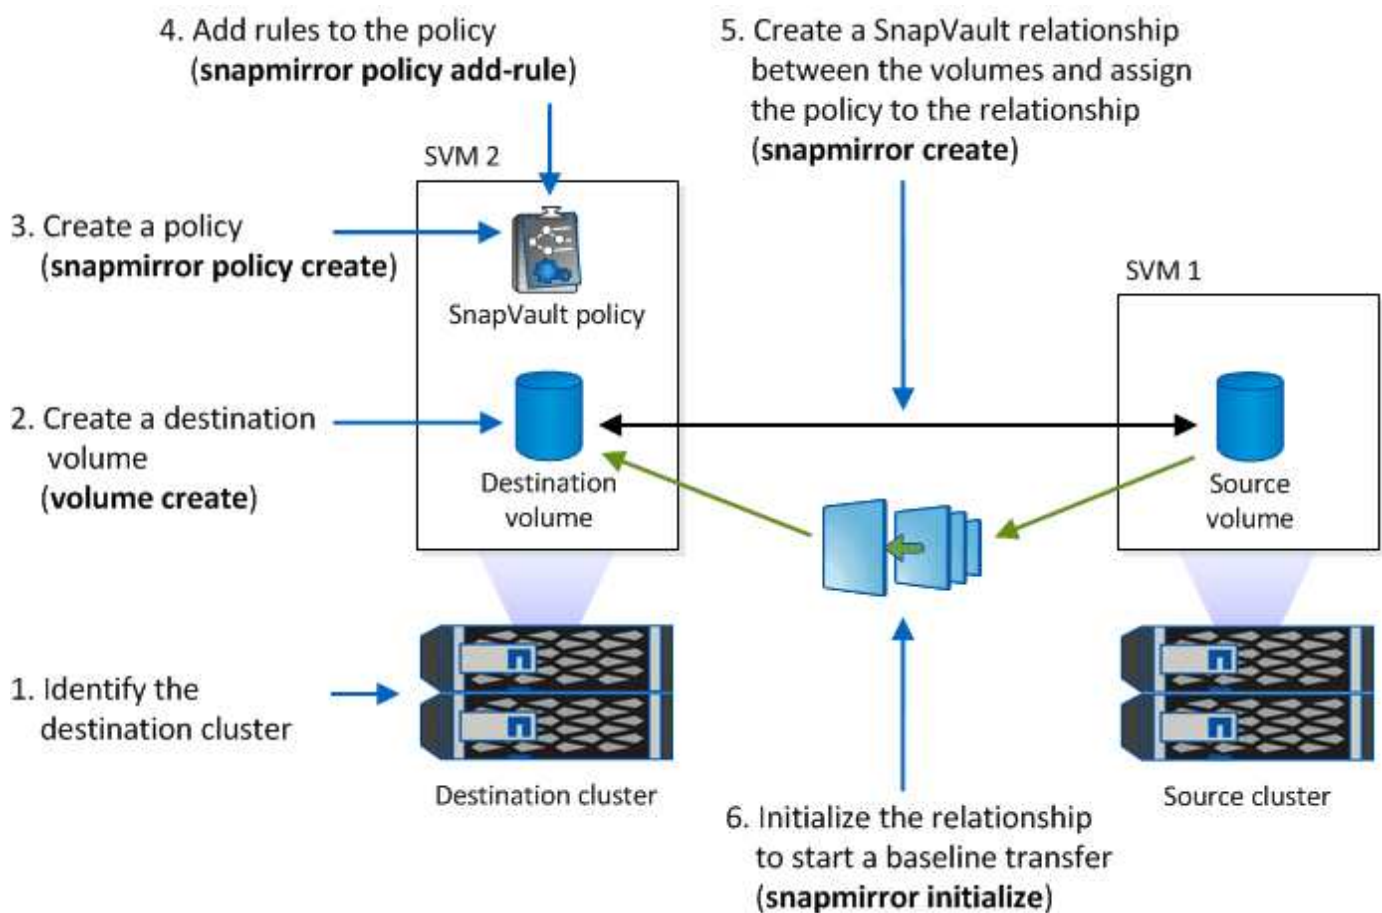 4. Add rules to the policy
(snapmirror policy add-rule)
5. Create a SnapVault relationship
between the volumes and assign
the policy to the relationship
(snapmirror create)
SVM 2
3. Create a policy
(snapmirror policy create)
SnapVault policy
SVM 1
2. Create a destination
volume
(volume create)
Destination
volume
Source
volume
1. Identify the
destination cluster
Destination cluster
Source cluster
6. Initialize the relationship
to start a baseline transfer
(snapmirror initialize)